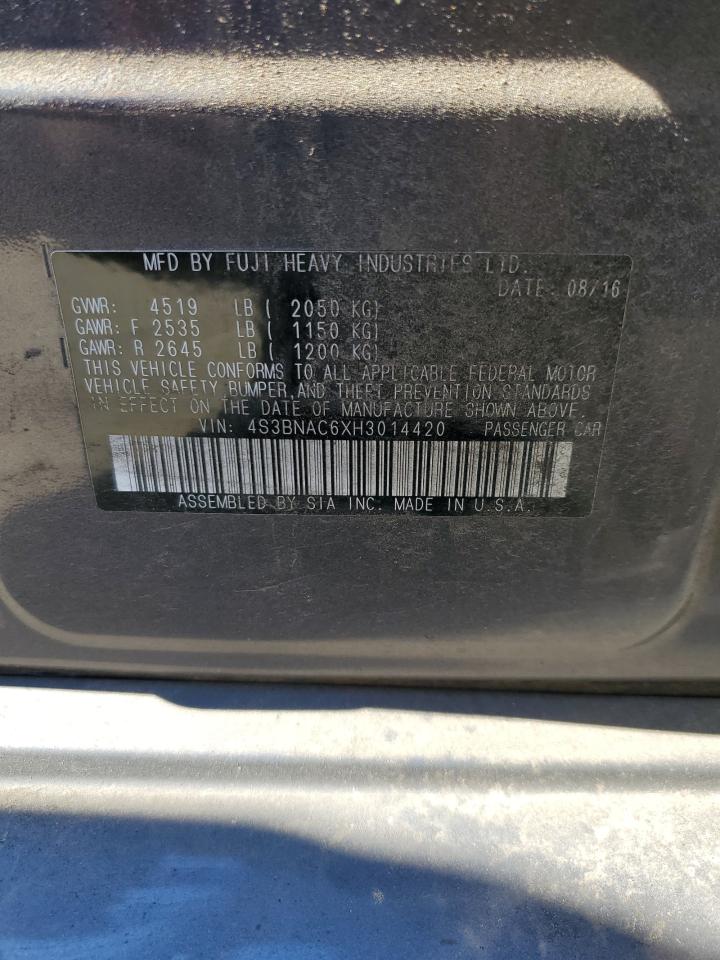 MFD BY FUJI HEAVY INDUSTRIES LTD.
DATE: 08/16
GVWR: 4519 LB ( 2050 KG)
GAWR: F 2535 LB ( 1150 KG)
GAWR: R 2645 LB ( 1200 KG)
THIS VEHICLE CONFORMS TO ALL APPLICABLE FEDERAL MOTOR
VEHICLE SAFETY, BUMPER, AND THEFT PREVENTION STANDARDS
IN EFFECT ON THE DATE OF MANUFACTURE SHOWN ABOVE.
VIN: 4S3BNAC6XH3014420 PASSENGER CAR
ASSEMBLED BY SIA INC. MADE IN U.S.A.